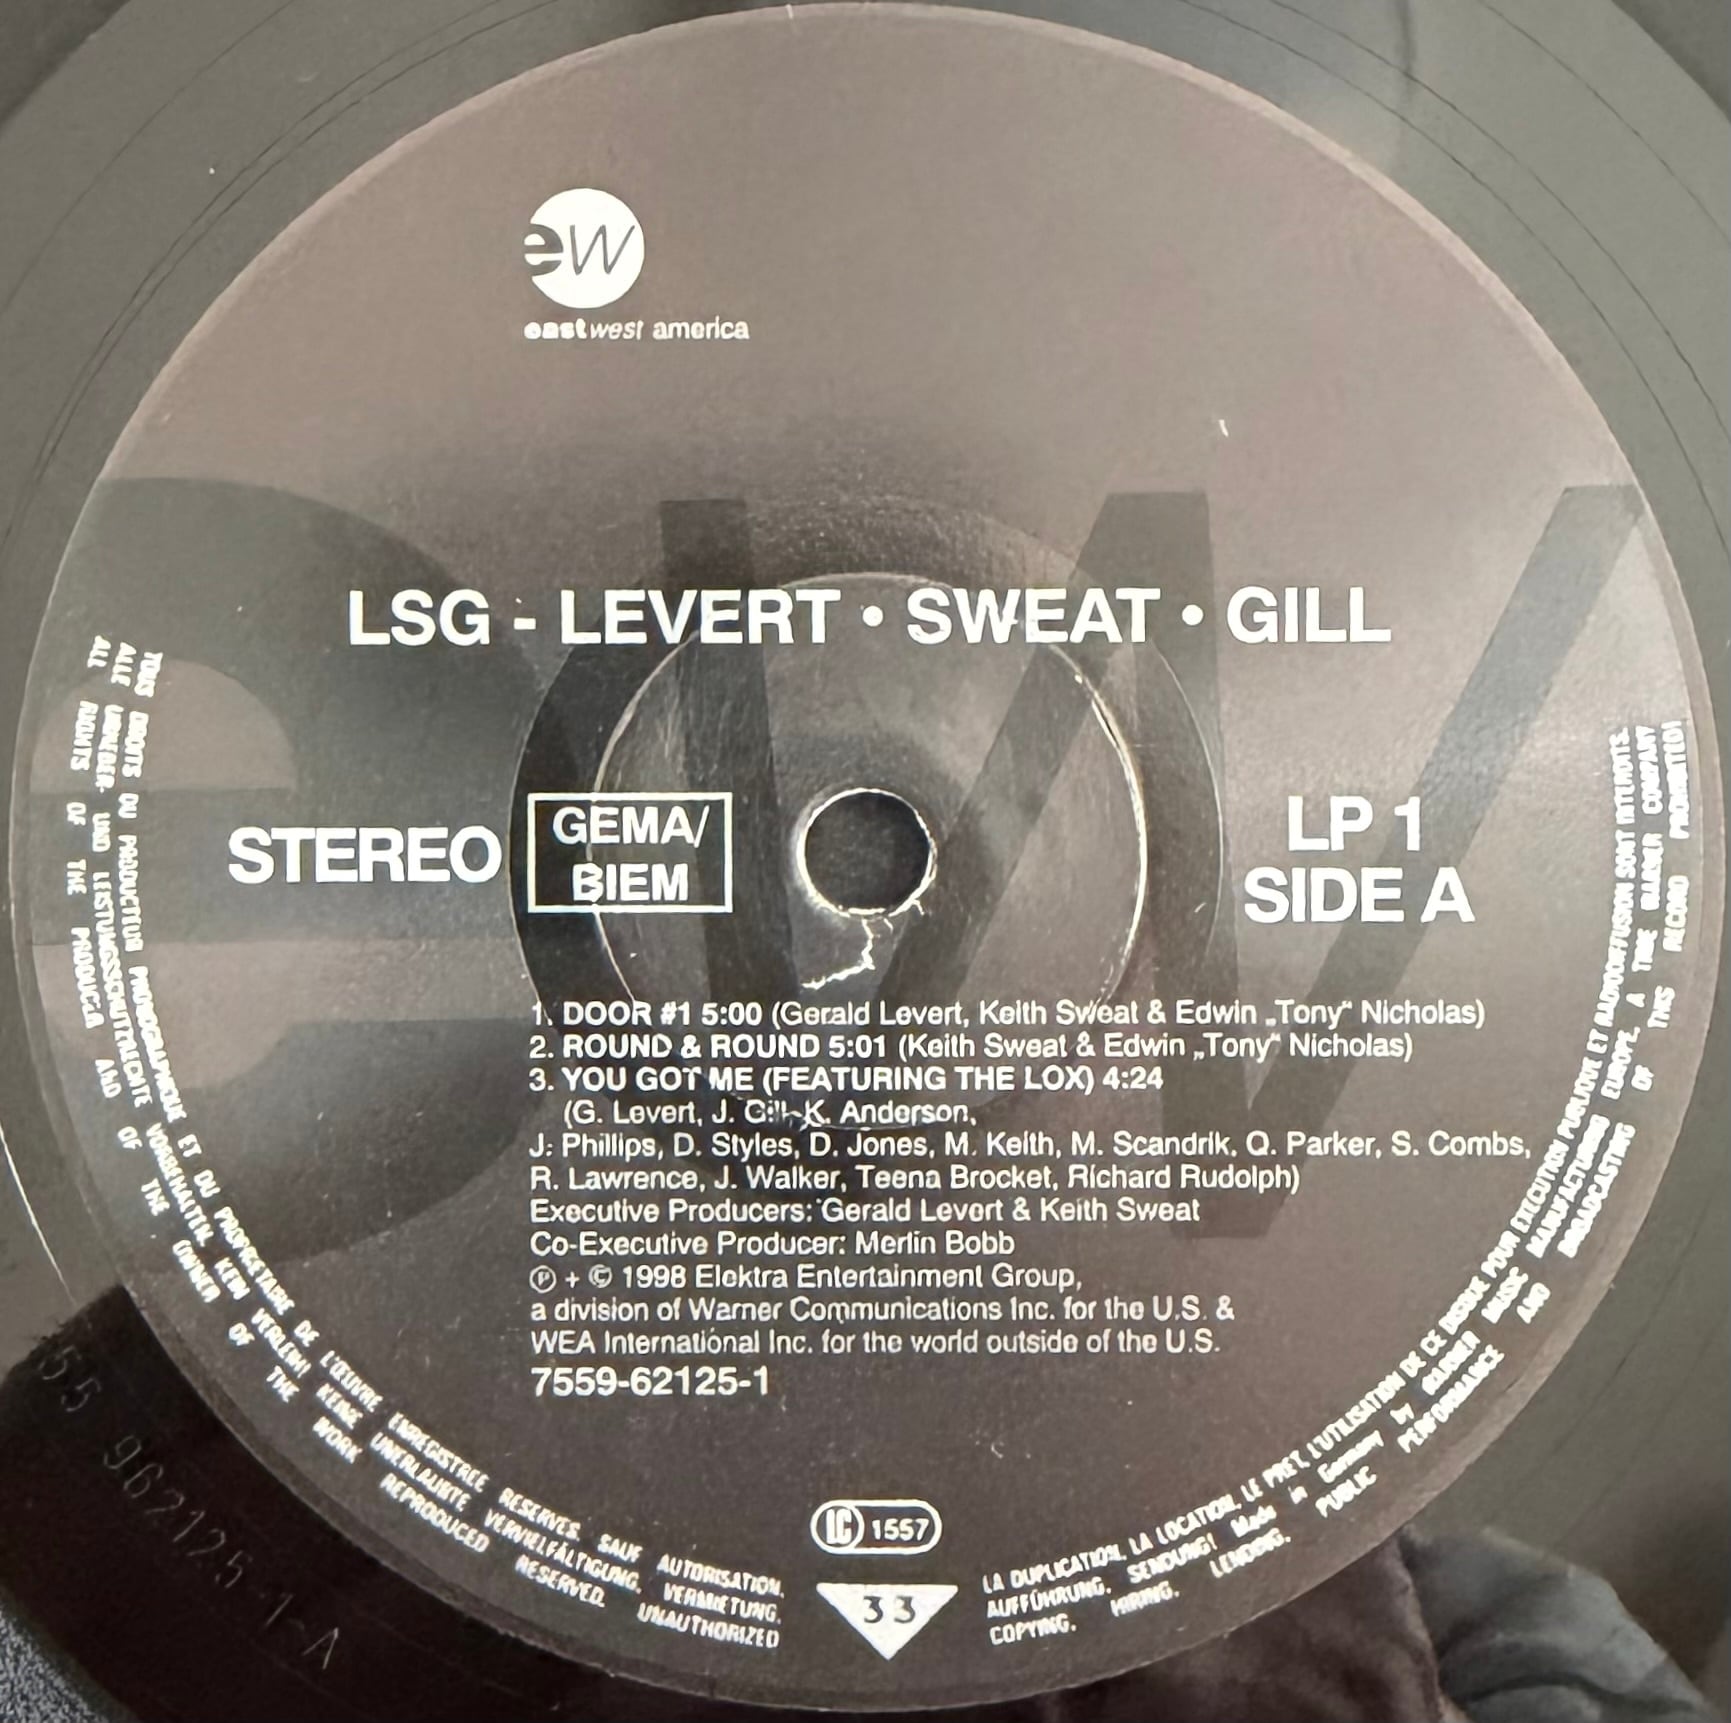 ew
eastwest america
LSG - LEVERT • SWEAT • GILL
STEREO
GEMA/
BIEM
LP 1
SIDE A
1. DOOR #1 5:00 (Gerald Levert, Keith Sweat & Edwin „Tony“ Nicholas)
2. ROUND & ROUND 5:01 (Keith Sweat & Edwin „Tony“ Nicholas)
3. YOU GOT ME (FEATURING THE LOX) 4:24
(G. Levert, J. Gill, K. Anderson,
J. Phillips, D. Styles, D. Jones, M. Keith, M. Scandrik, Q. Parker, S. Combs,
R. Lawrence, J. Walker, Teena Brocket, Richard Rudolph)
Executive Producers: Gerald Levert & Keith Sweat
Co-Executive Producer: Merlin Bobb
℗ + © 1998 Elektra Entertainment Group,
a division of Warner Communications Inc. for the U.S. &
WEA International Inc. for the world outside of the U.S.
7559-62125-1
LC 1557
33
TOUS DROITS DU PRODUCTEUR PHONOGRAPHIQUE ET DU PROPRIETAIRE DE L'ŒUVRE ENREGISTREE RESERVES. SAUF AUTORISATION, LA DUPLICATION, LA LOCATION, LE PRET, L'UTILISATION DE CE DISQUE POUR EXECUTION PUBLIQUE ET RADIODIFFUSION SONT INTERDITS.
ALLE URHEBER- UND LEISTUNGSSCHUTZRECHTE VORBEHALTEN. KEIN VERLEIH! KEINE UNERLAUBTE VERVIELFÄLTIGUNG, VERMIETUNG, AUFFÜHRUNG, SENDUNG! Made in Germany by WARNER MUSIC MANUFACTURING EUROPE, A TIME WARNER COMPANY
ALL RIGHTS OF THE PRODUCER AND OF THE OWNER OF THE WORK REPRODUCED RESERVED. UNAUTHORIZED COPYING, HIRING, LENDING, PUBLIC PERFORMANCE AND BROADCASTING OF THIS RECORD PROHIBITED!
962125-1-A